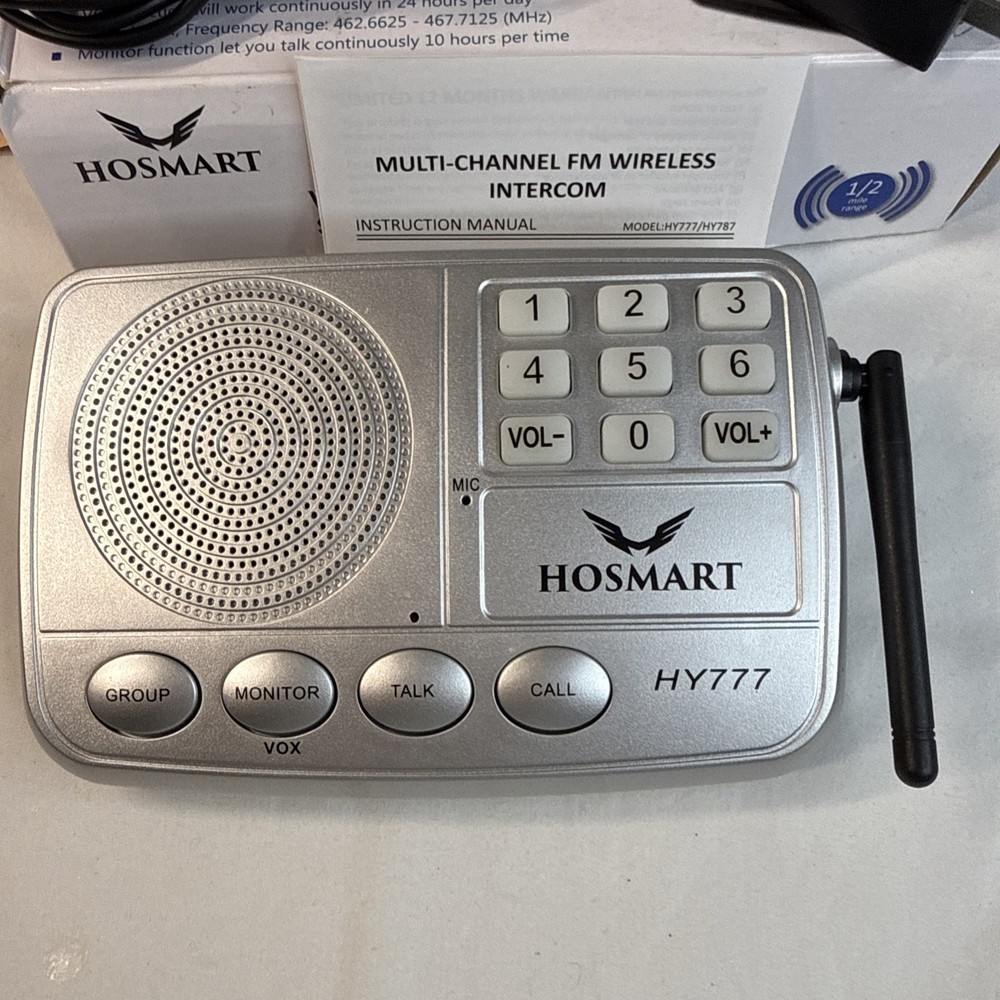 will work continuously in 24 hours per day
Frequency Range: 462.6625 - 467.7125 (MHz)
Monitor function let you talk continuously 10 hours per time
HOSMART
MULTI-CHANNEL FM WIRELESS
INTERCOM
INSTRUCTION MANUAL MODEL:HY777/HY787
1/2
mile
range
1 2 3
4 5 6
VOL- 0 VOL+
MIC
HOSMART
GROUP MONITOR TALK CALL HY777
VOX